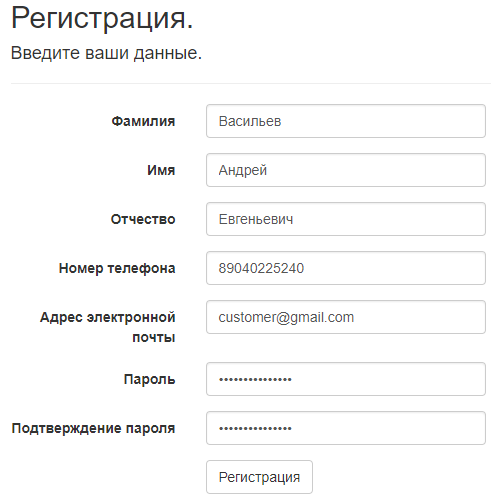 Регистрация.
Введите ваши данные.
Фамилия Васильев
Имя Андрей
Отчество Евгеньевич
Номер телефона 89040225240
Адрес электронной почты customer@gmail.com
Пароль •••••••••••••••
Подтверждение пароля •••••••••••••••
Регистрация